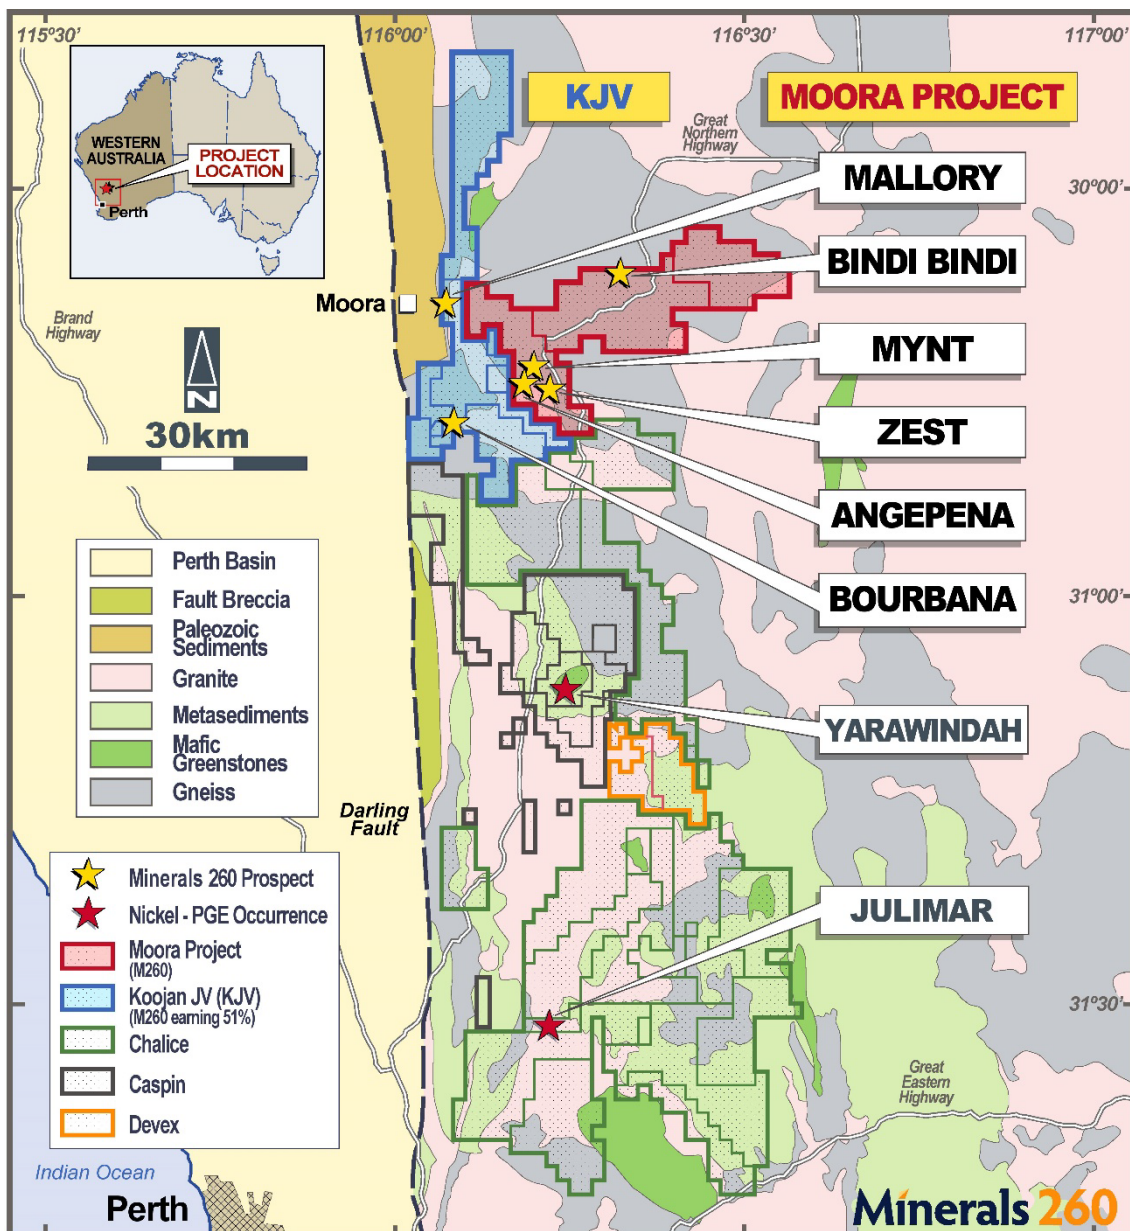 115°30'
116°00'
116°30'
117°00'
WESTERN
AUSTRALIA
PROJECT
LOCATION
Perth
KJV
MOORA PROJECT
Great
Northern
Highway
MALLORY
30°00'
BINDI BINDI
Moora
Brand
Highway
MYNT
N
30km
ZEST
ANGEPENA
BOURBANA
31°00'
Perth Basin
Fault Breccia
Paleozoic
Sediments
Granite
Metasediments
Mafic
Greenstones
Gneiss
YARAWINDAH
Darling
Fault
Minerals 260 Prospect
Nickel - PGE Occurrence
Moora Project
(M260)
Koojan JV (KJV)
(M260 earning 51%)
Chalice
Caspin
Devex
JULIMAR
31°30'
Great
Eastern
Highway
Indian Ocean
Perth
Minerals 260